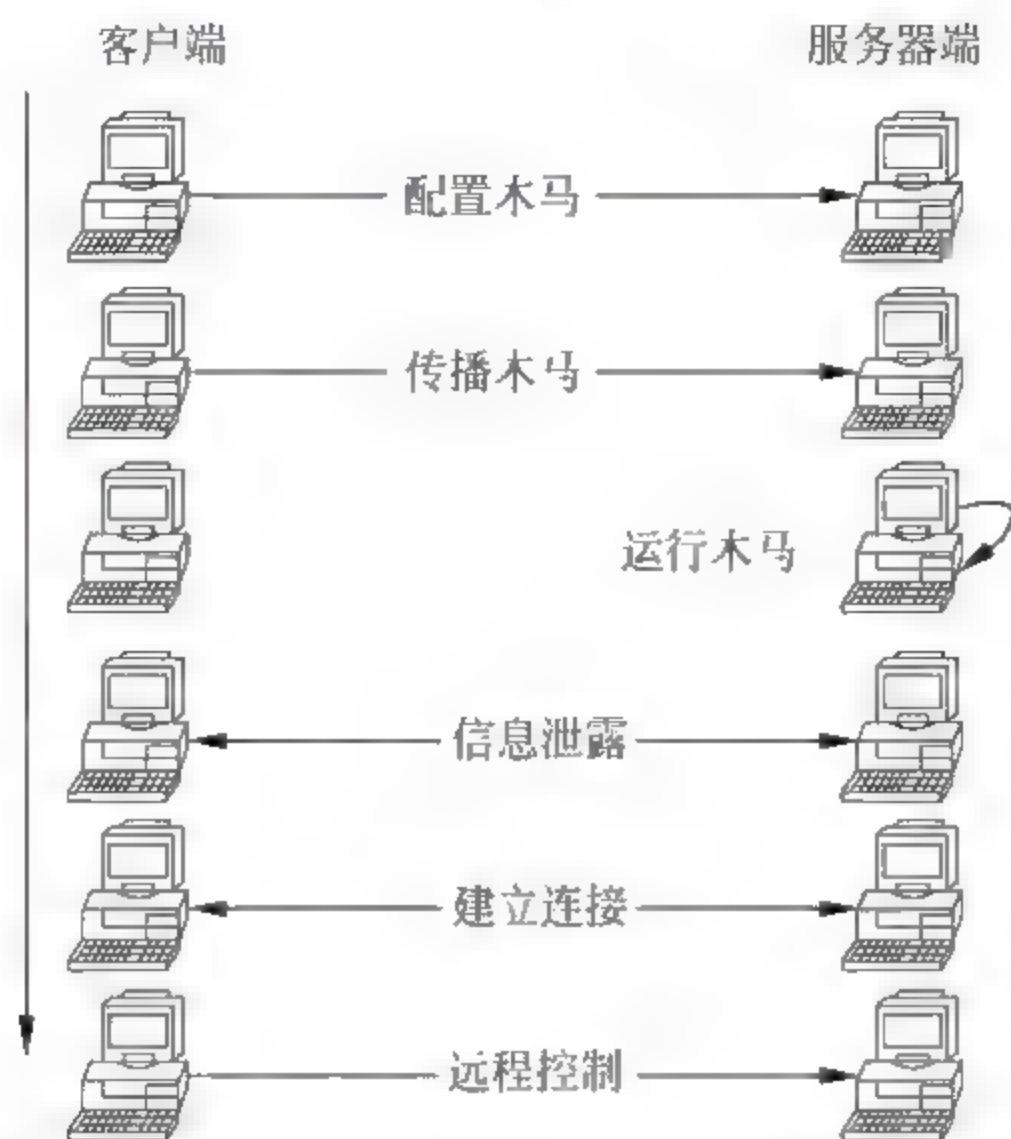 客户端
服务器端
配置木马
传播木马
运行木马
信息泄露
建立连接
远程控制